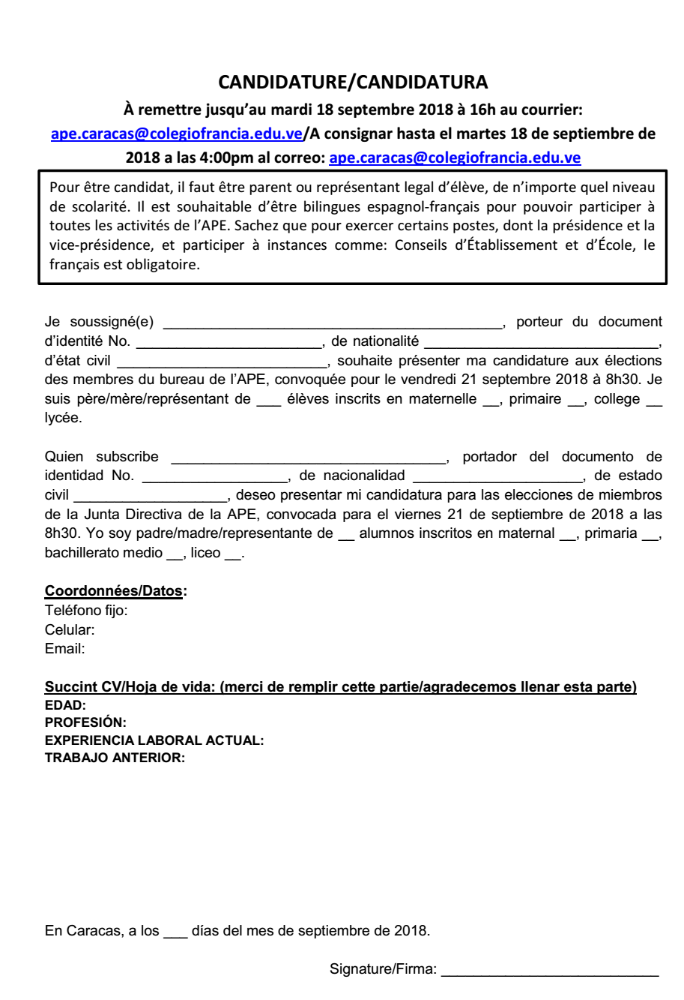 CANDIDATURE/CANDIDATURA
À remettre jusqu’au mardi 18 septembre 2018 à 16h au courrier:
ape.caracas@colegiofrancia.edu.ve/A consignar hasta el martes 18 de septiembre de
2018 a las 4:00pm al correo: ape.caracas@colegiofrancia.edu.ve
Pour être candidat, il faut être parent ou représentant legal d’élève, de n’importe quel niveau
de scolarité. Il est souhaitable d’être bilingues espagnol-français pour pouvoir participer à
toutes les activités de l’APE. Sachez que pour exercer certains postes, dont la présidence et la
vice-présidence, et participer à instances comme: Conseils d’Établissement et d’École, le
français est obligatoire.
Je soussigné(e) __________________________________________, porteur du document
d’identité No. _______________________, de nationalité _____________________________,
d’état civil __________________________, souhaite présenter ma candidature aux élections
des membres du bureau de l’APE, convoquée pour le vendredi 21 septembre 2018 à 8h30. Je
suis père/mère/représentant de ___ élèves inscrits en maternelle __, primaire __, college __
lycée.
Quien subscribe __________________________________, portador del documento de
identidad No. __________________, de nacionalidad _____________________, de estado
civil ___________________, deseo presentar mi candidatura para las elecciones de miembros
de la Junta Directiva de la APE, convocada para el viernes 21 de septiembre de 2018 a las
8h30. Yo soy padre/madre/representante de __ alumnos inscritos en maternal __, primaria __,
bachillerato medio __, liceo __.
Coordonnées/Datos:
Teléfono fijo:
Celular:
Email:
Succint CV/Hoja de vida: (merci de remplir cette partie/agradecemos llenar esta parte)
EDAD:
PROFESIÓN:
EXPERIENCIA LABORAL ACTUAL:
TRABAJO ANTERIOR:
En Caracas, a los ___ días del mes de septiembre de 2018.
Signature/Firma: ___________________________